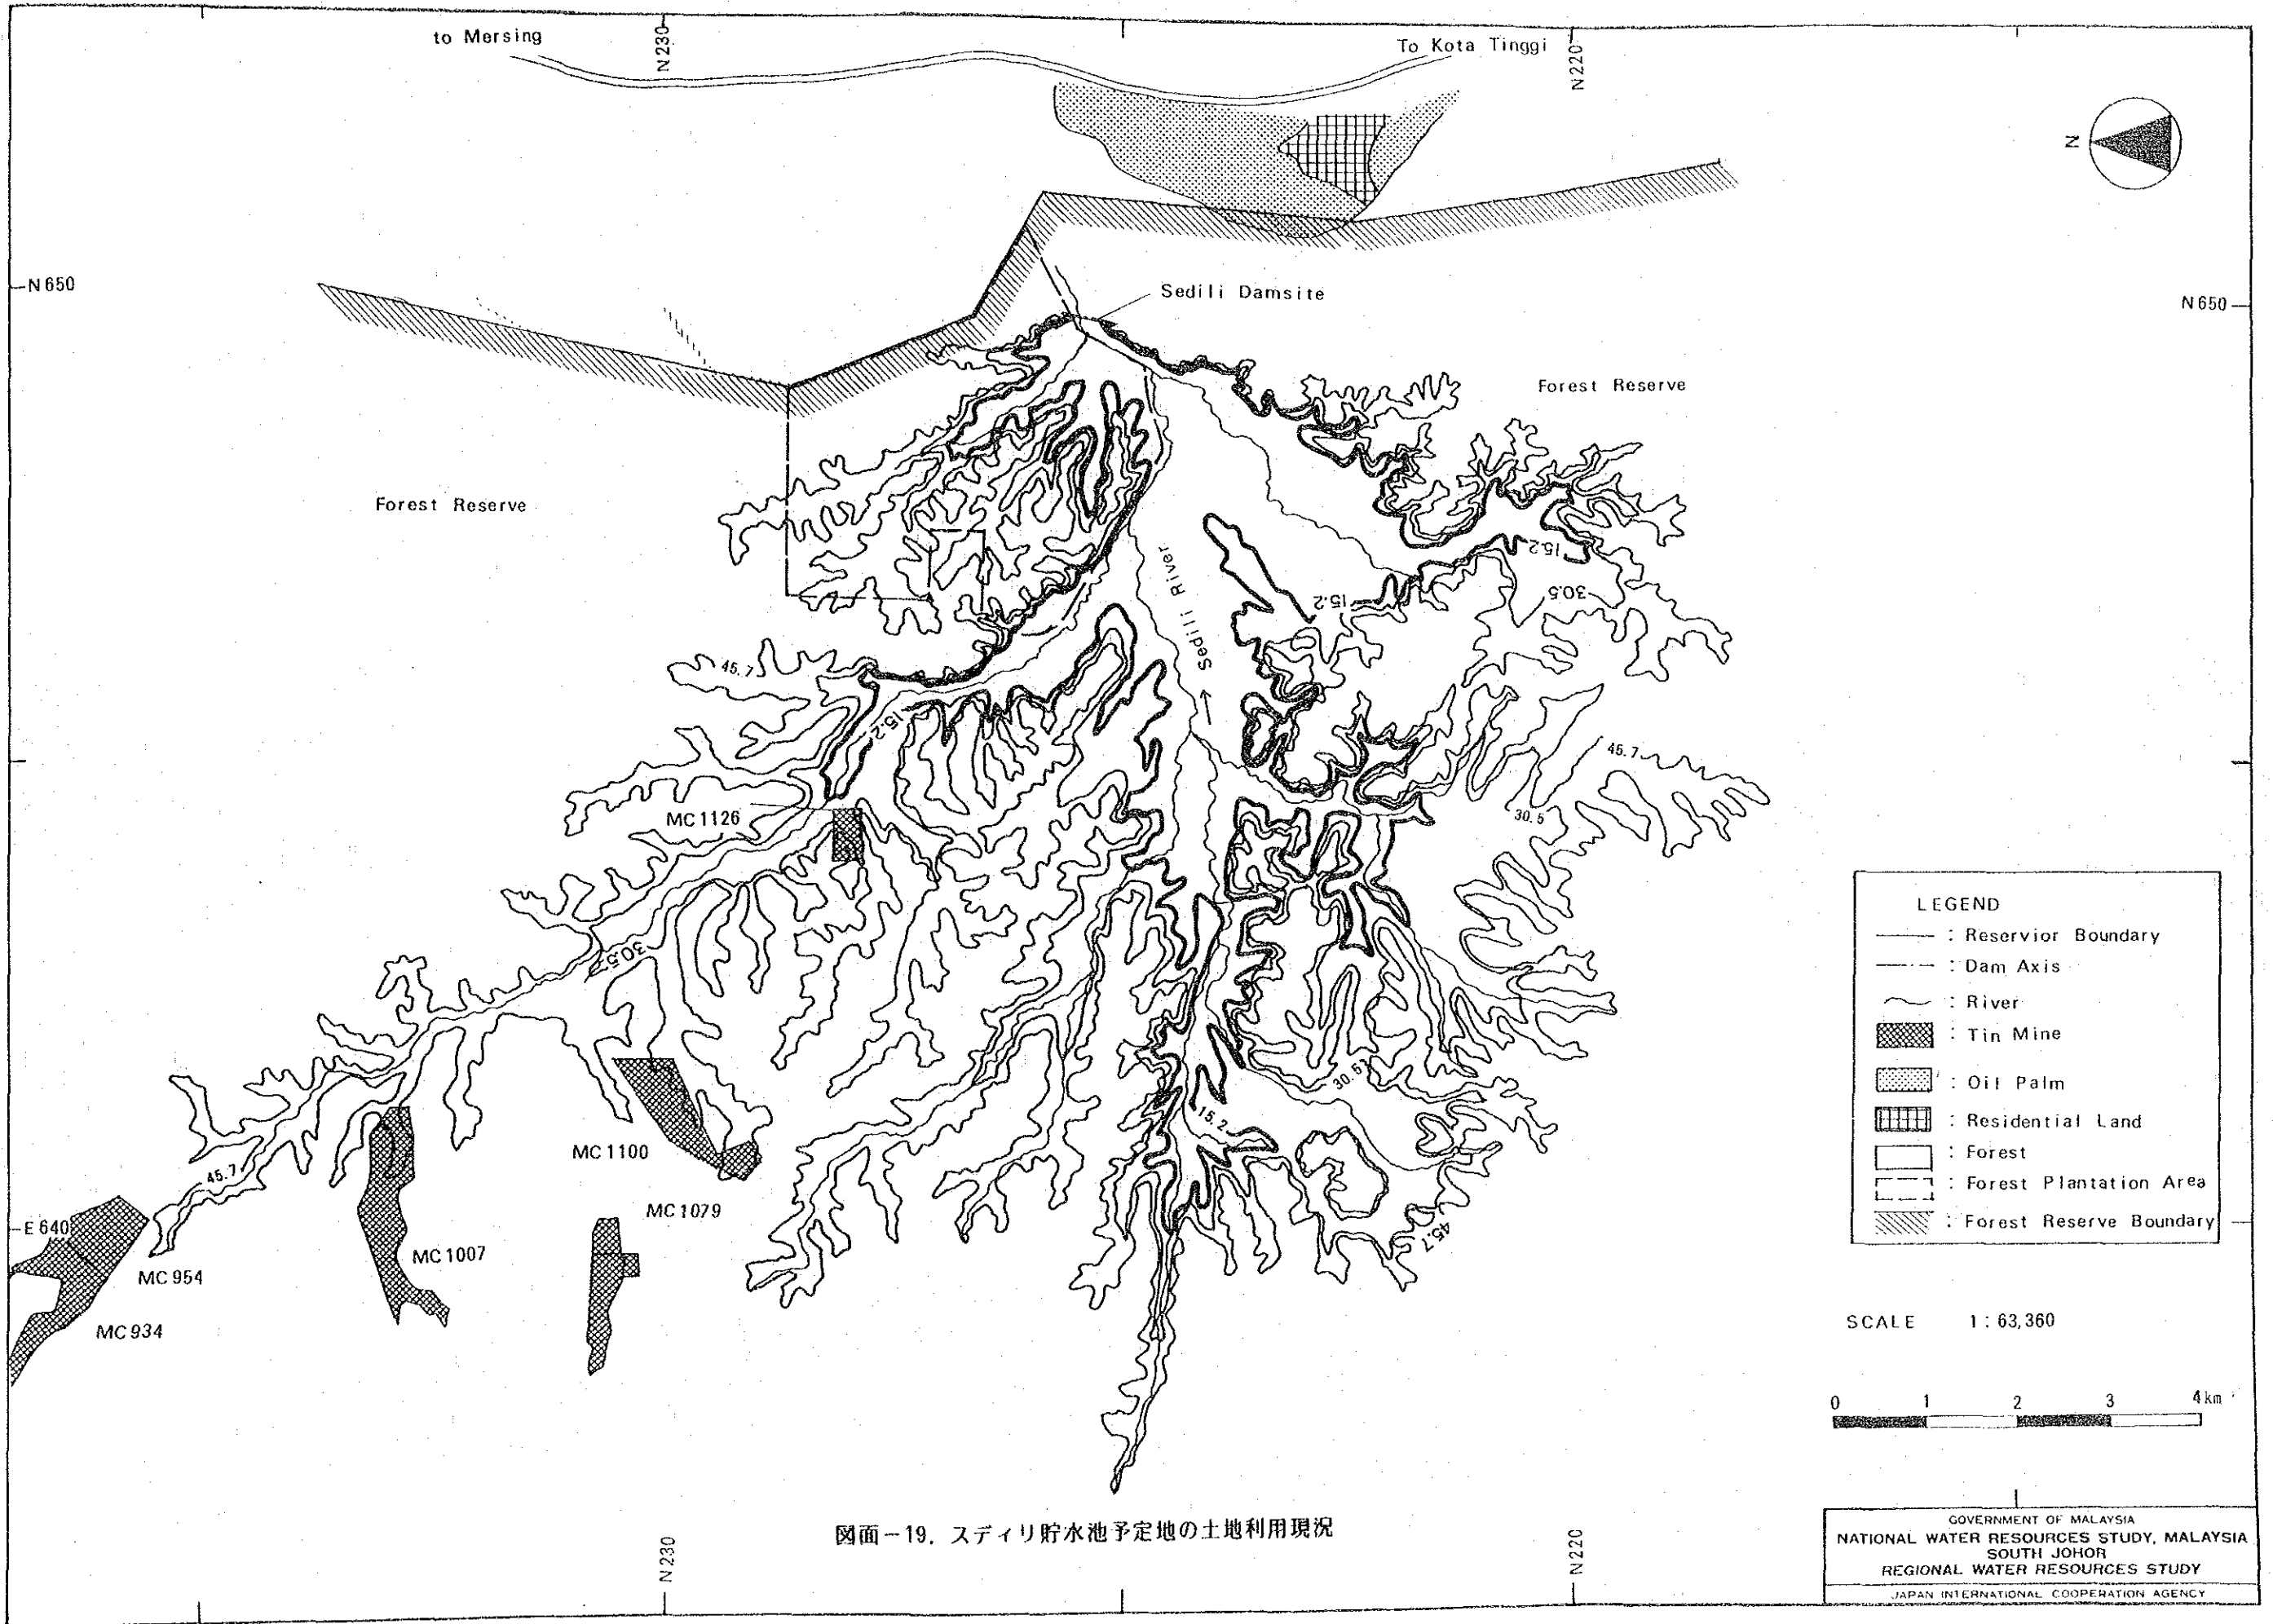 to Mersing
N 230
To Kota Tinggi
N 220
N
N 650
Sedili Damsite
N 650
Forest Reserve
Forest Reserve
Sedili River
15.2
15.2
30.5
45.7
15.2
45.7
30.5
MC 1126
30.5
30.5
15.2
MC 1100
MC 1079
45.7
E 640
MC 954
MC 1007
MC 934
45.7
LEGEND
: Reservior Boundary
: Dam Axis
: River
: Tin Mine
: Oil Palm
: Residential Land
: Forest
: Forest Plantation Area
: Forest Reserve Boundary
SCALE 1 : 63,360
0 1 2 3 4 km
図面-19. スディリ貯水池予定地の土地利用現況
N 230
N 220
GOVERNMENT OF MALAYSIA
NATIONAL WATER RESOURCES STUDY, MALAYSIA
SOUTH JOHOR
REGIONAL WATER RESOURCES STUDY
JAPAN INTERNATIONAL COOPERATION AGENCY